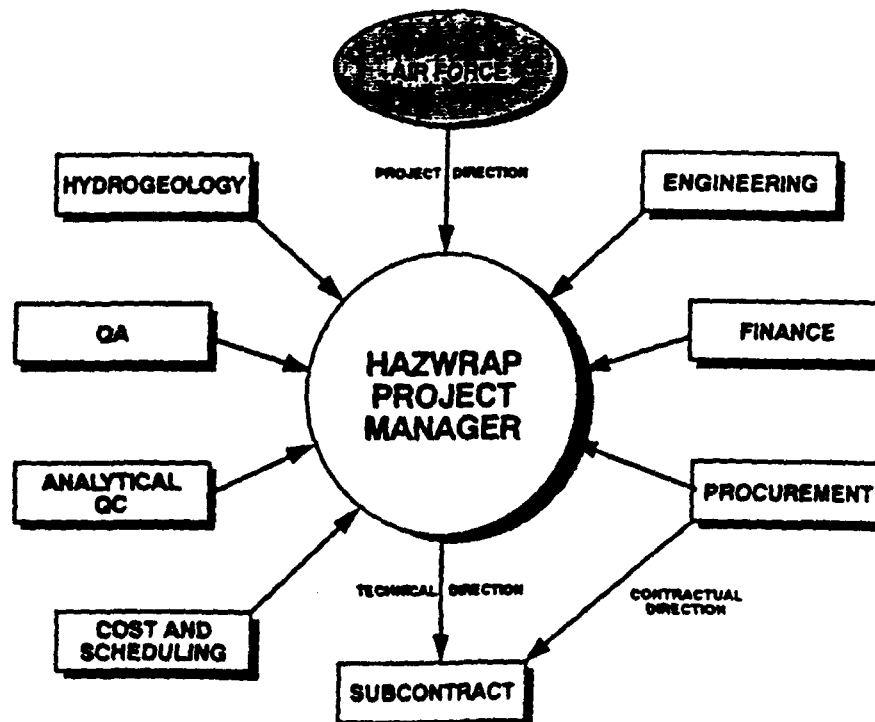 AIR FORCE
PROJECT DIRECTION
HYDROGEOLOGY
ENGINEERING
QA
FINANCE
HAZWRAP
PROJECT
MANAGER
ANALYTICAL
QC
PROCUREMENT
TECHNICAL DIRECTION
CONTRACTUAL
DIRECTION
COST AND
SCHEDULING
SUBCONTRACT